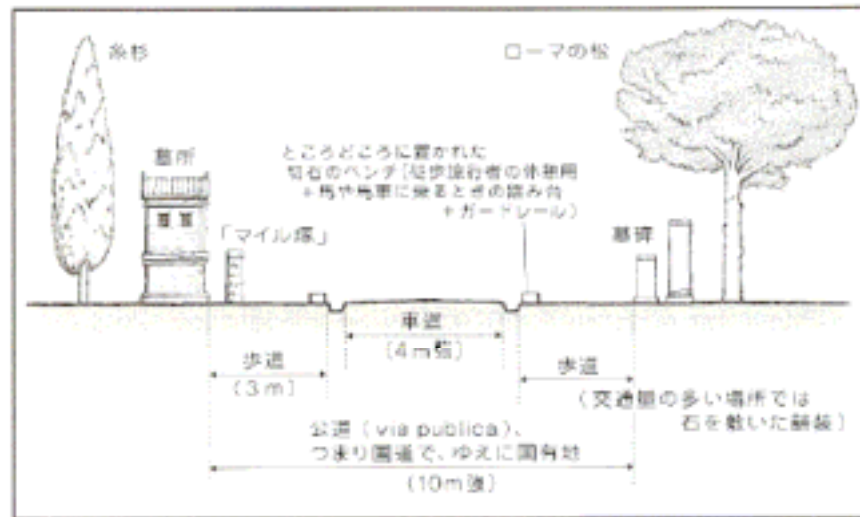 糸杉
ローマの松
墓所
ところどころに置かれた
切石のベンチ(徒歩旅行者の休憩用
+馬や馬車に乗るときの踏み台
+ガードレール)
「マイル塚」
墓碑
車道
(4m強)
歩道
(3m)
歩道
(交通量の多い場所では
石を敷いた舗装)
公道(via publica)、
つまり国道で、ゆえに国有地
(10m強)